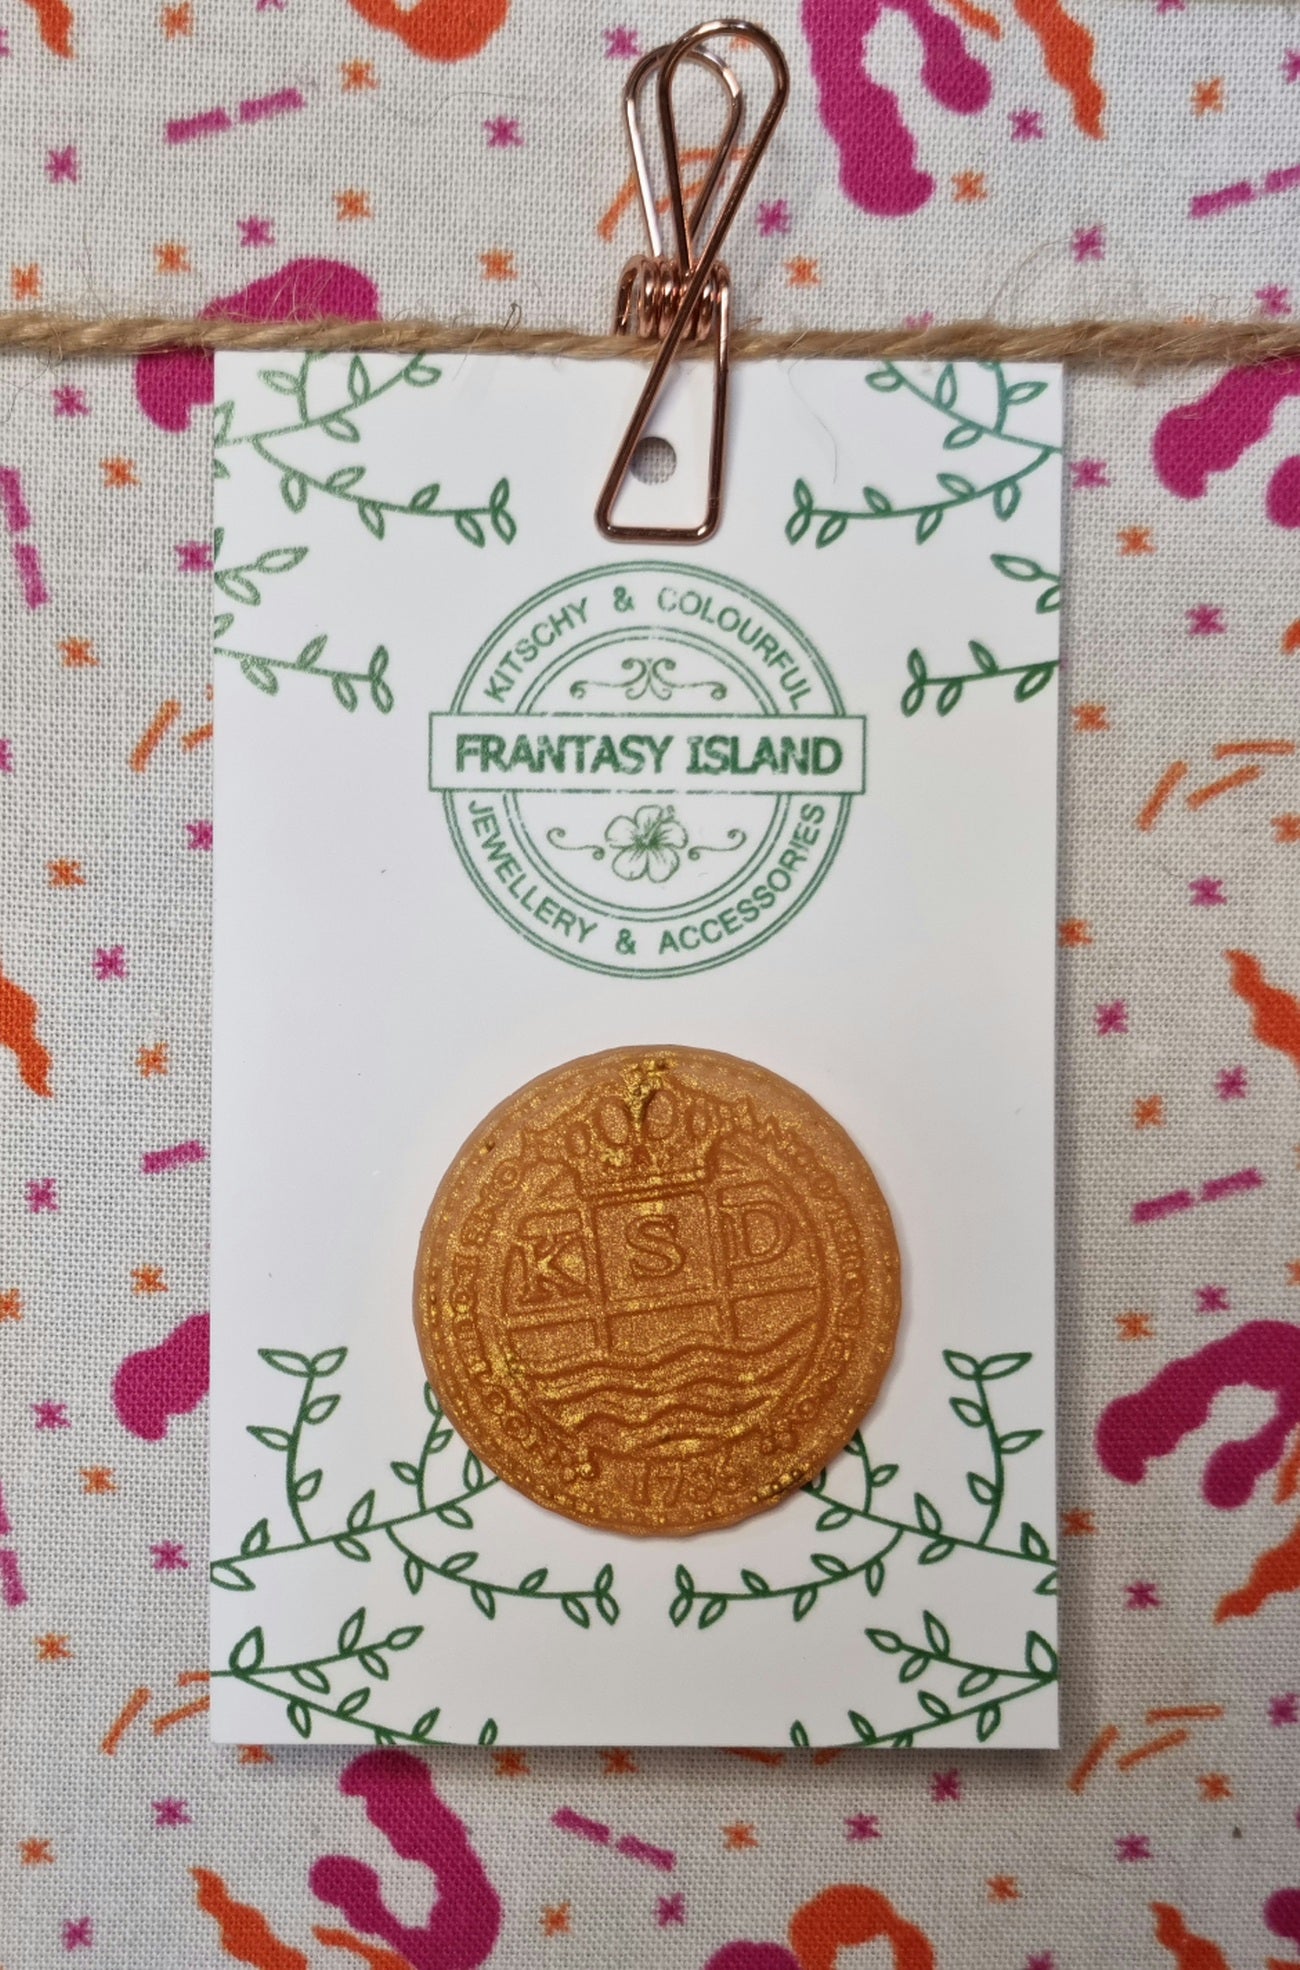 KITSCHY & COLOURFUL
FRANTASY ISLAND
JEWELLERY & ACCESSORIES
K S D